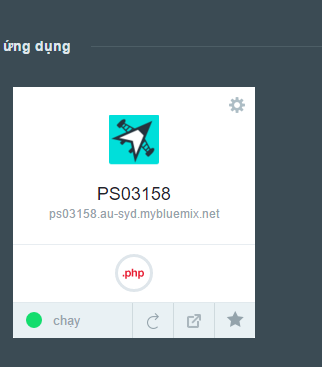 ứng dụng
PS03158
ps03158.au-syd.mybluemix.net
.php
chạy